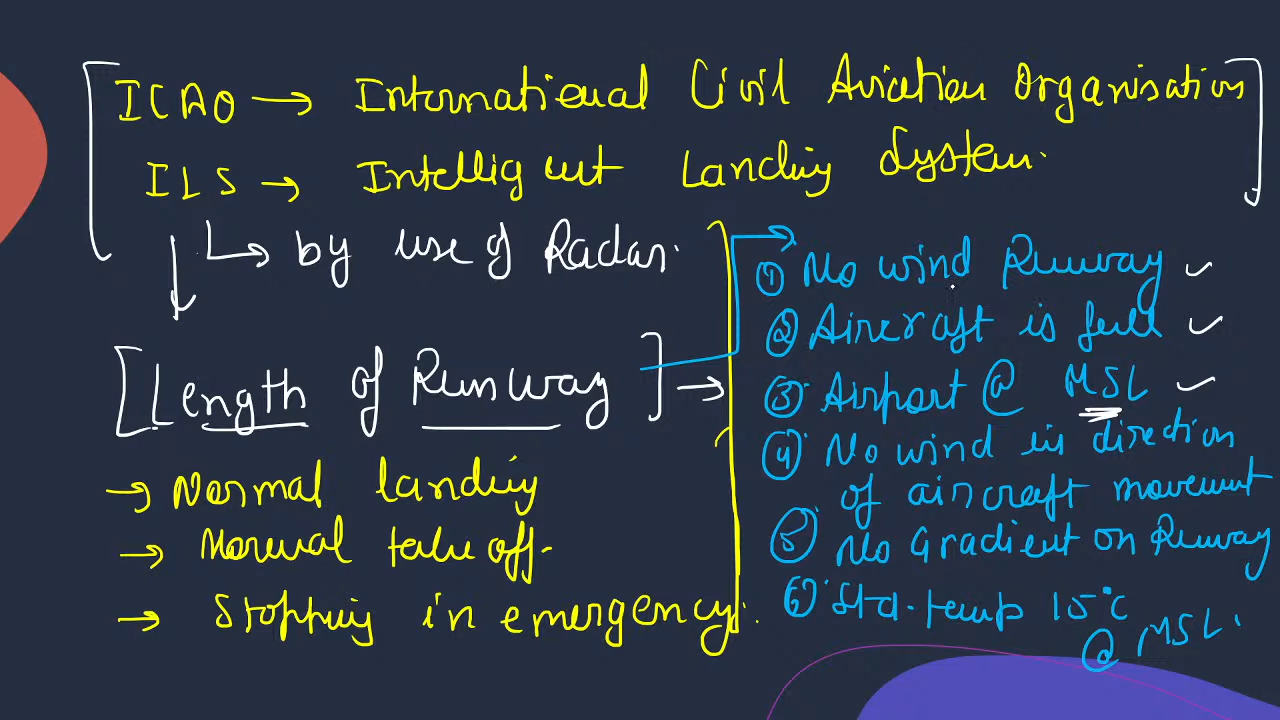 ICAO → International Civil Aviation Organisation
ILS → Intelligent Landing System.
↳ by use of Radar.
[Length of Runway] →
→ Normal landing
→ Normal take off.
→ Stopping in emergency.
① No wind Runway ✓
② Aircraft is full ✓
③ Airport @ MSL ✓
④ No wind in direction
of aircraft movement
⑤ No Gradient on Runway
⑥ Std. temp 15°C
@ MSL.